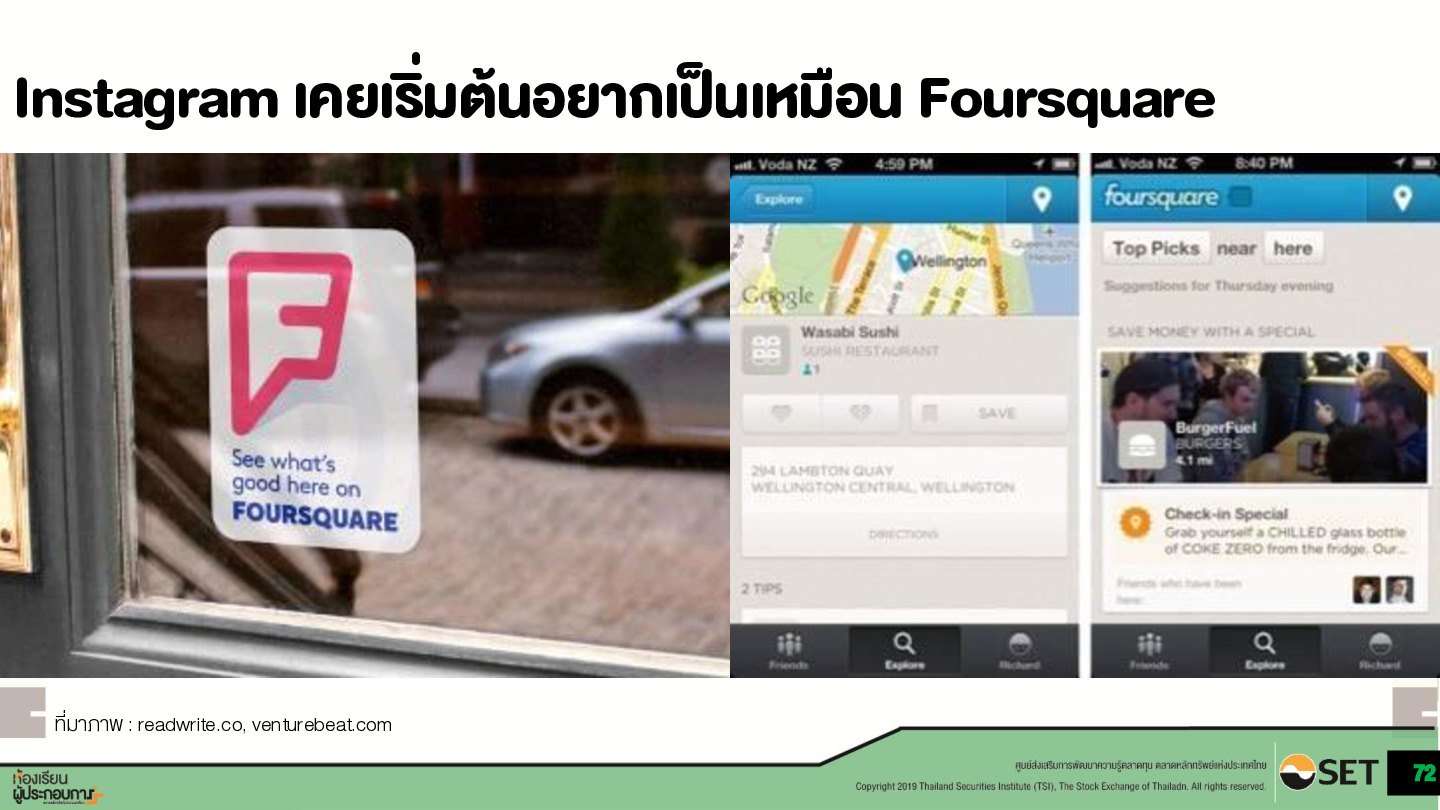 Instagram เคยเริ่มต้นอยากเป็นเหมือน Foursquare
See what's
good here on
FOURSQUARE
Voda NZ 4:59 PM
Explore
Hunter St
Wellington
The Terrace
Google
Wasabi Sushi
SUSHI RESTAURANT
1
SAVE
294 LAMBTON QUAY
WELLINGTON CENTRAL, WELLINGTON
DIRECTIONS
2 TIPS
Friends Explore Richard
Voda NZ 8:40 PM
foursquare
Top Picks near here
Suggestions for Thursday evening
SAVE MONEY WITH A SPECIAL
SPECIAL
BurgerFuel
BURGERS
4.1 mi
Check-in Special
Grab yourself a CHILLED glass bottle
of COKE ZERO from the fridge. Our...
Friends who have been
here:
Friends Explore Richard
ที่มาภาพ : readwrite.co, venturebeat.com
ห้องเรียน
ผู้ประกอบการ
ศูนย์ส่งเสริมการพัฒนาความรู้ตลาดทุน ตลาดหลักทรัพย์แห่งประเทศไทย
Copyright 2019 Thailand Securities Institute (TSI), The Stock Exchange of Thailadn. All rights reserved.
SET
72